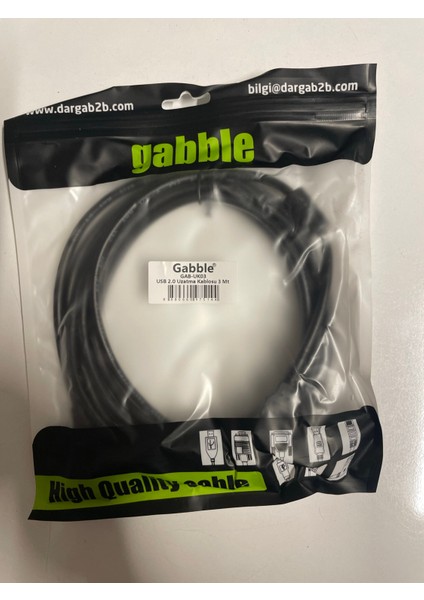 www.dargab2b.com
bilgi@dargab2b.com
gabble
Gabble®
GAB-UK03
USB 2.0 Uzatma Kablosu 3 Mt
High Quality cable